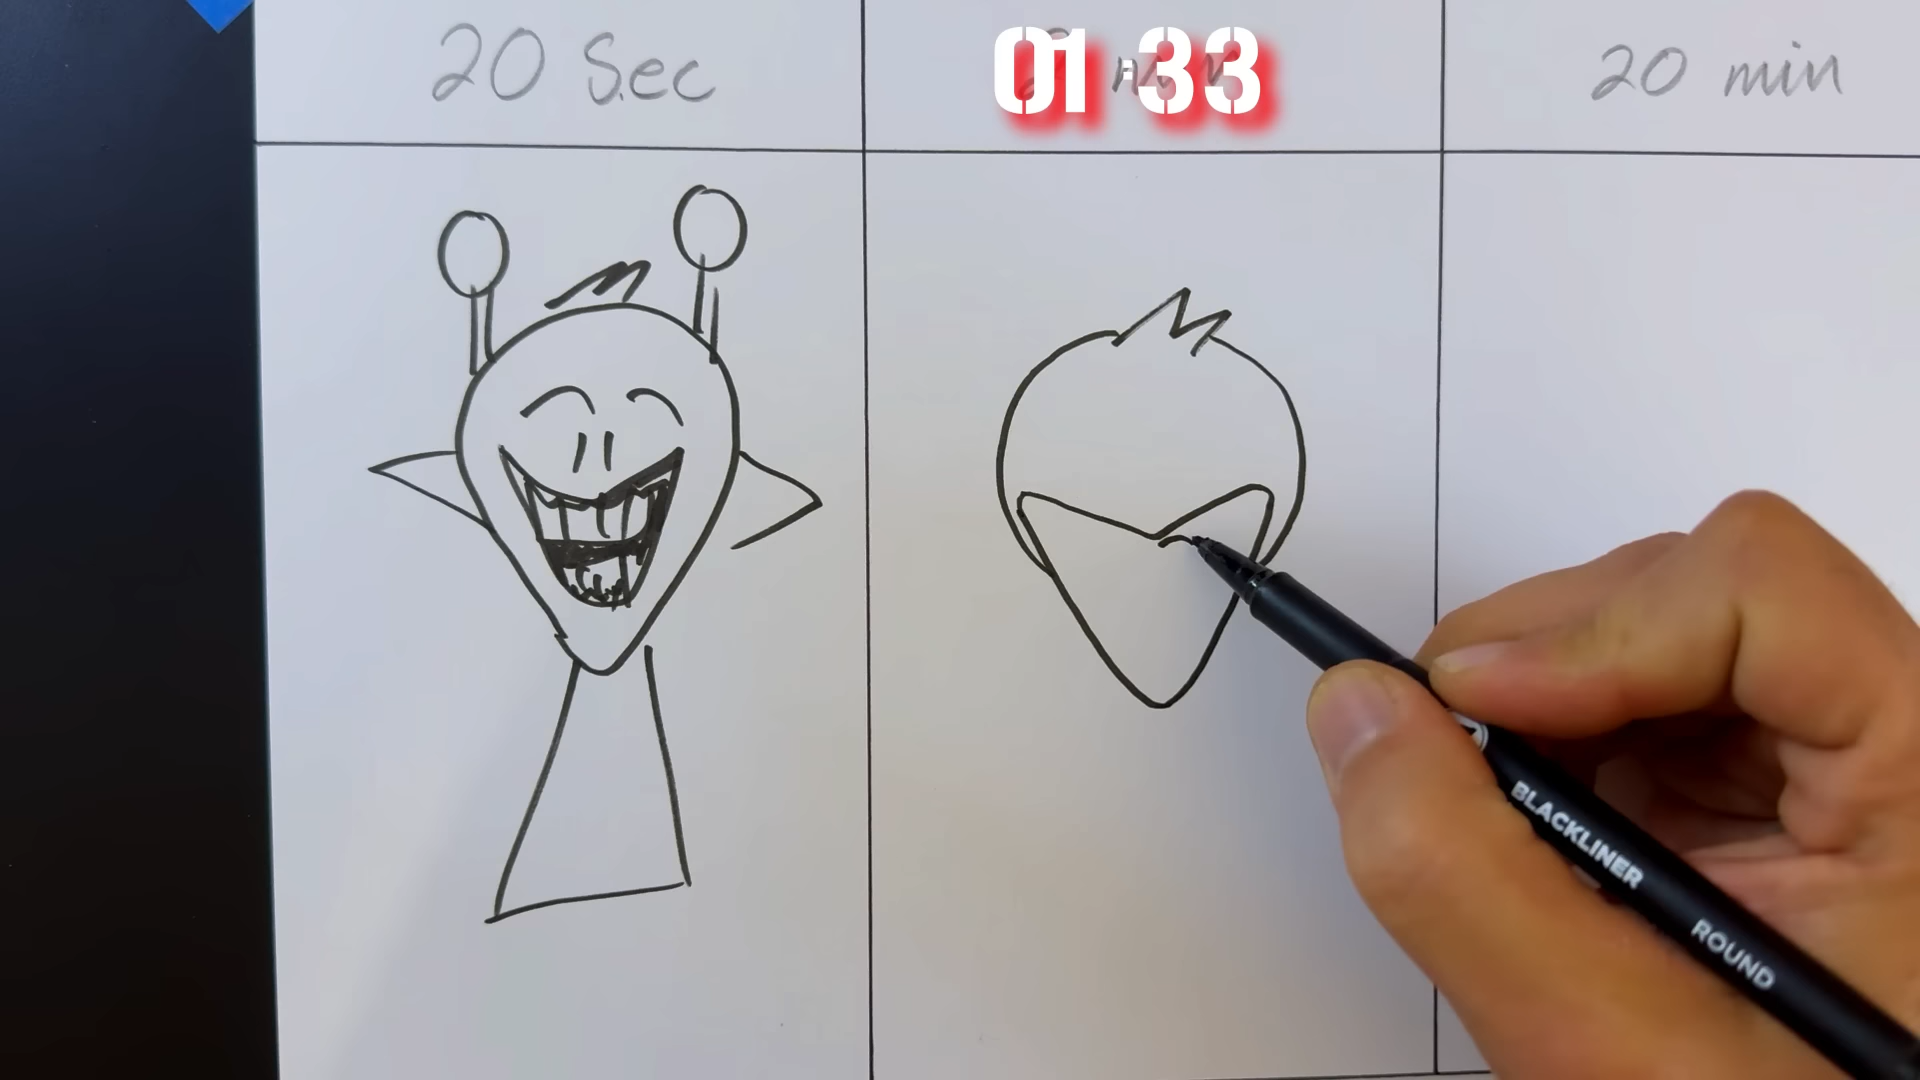 20 Sec
01:33
20 min
BLACKLINER
ROUND